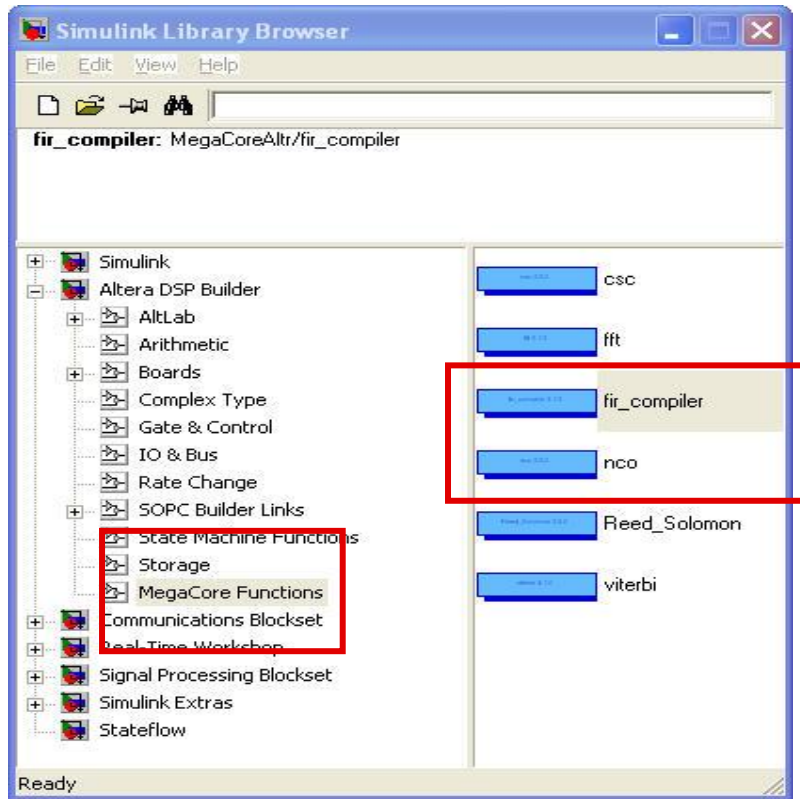 Simulink Library Browser
File Edit View Help
fir_compiler: MegaCoreAltr/fir_compiler
Simulink
Altera DSP Builder
AltLab
Arithmetic
Boards
Complex Type
Gate & Control
IO & Bus
Rate Change
SOPC Builder Links
State Machine Functions
Storage
MegaCore Functions
Communications Blockset
Real-Time Workshop
Signal Processing Blockset
Simulink Extras
Stateflow
csc
fft
fir_compiler
nco
Reed_Solomon
viterbi
Ready